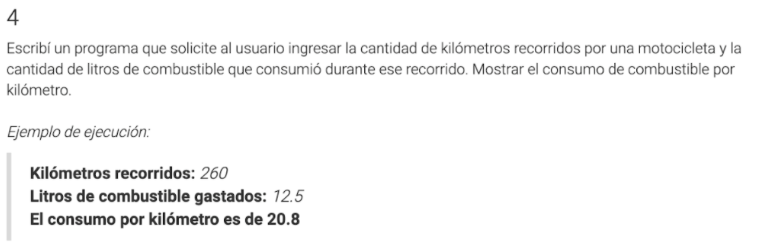 4
Escribí un programa que solicite al usuario ingresar la cantidad de kilómetros recorridos por una motocicleta y la
cantidad de litros de combustible que consumió durante ese recorrido. Mostrar el consumo de combustible por
kilómetro.
Ejemplo de ejecución:
Kilómetros recorridos: 260
Litros de combustible gastados: 12.5
El consumo por kilómetro es de 20.8